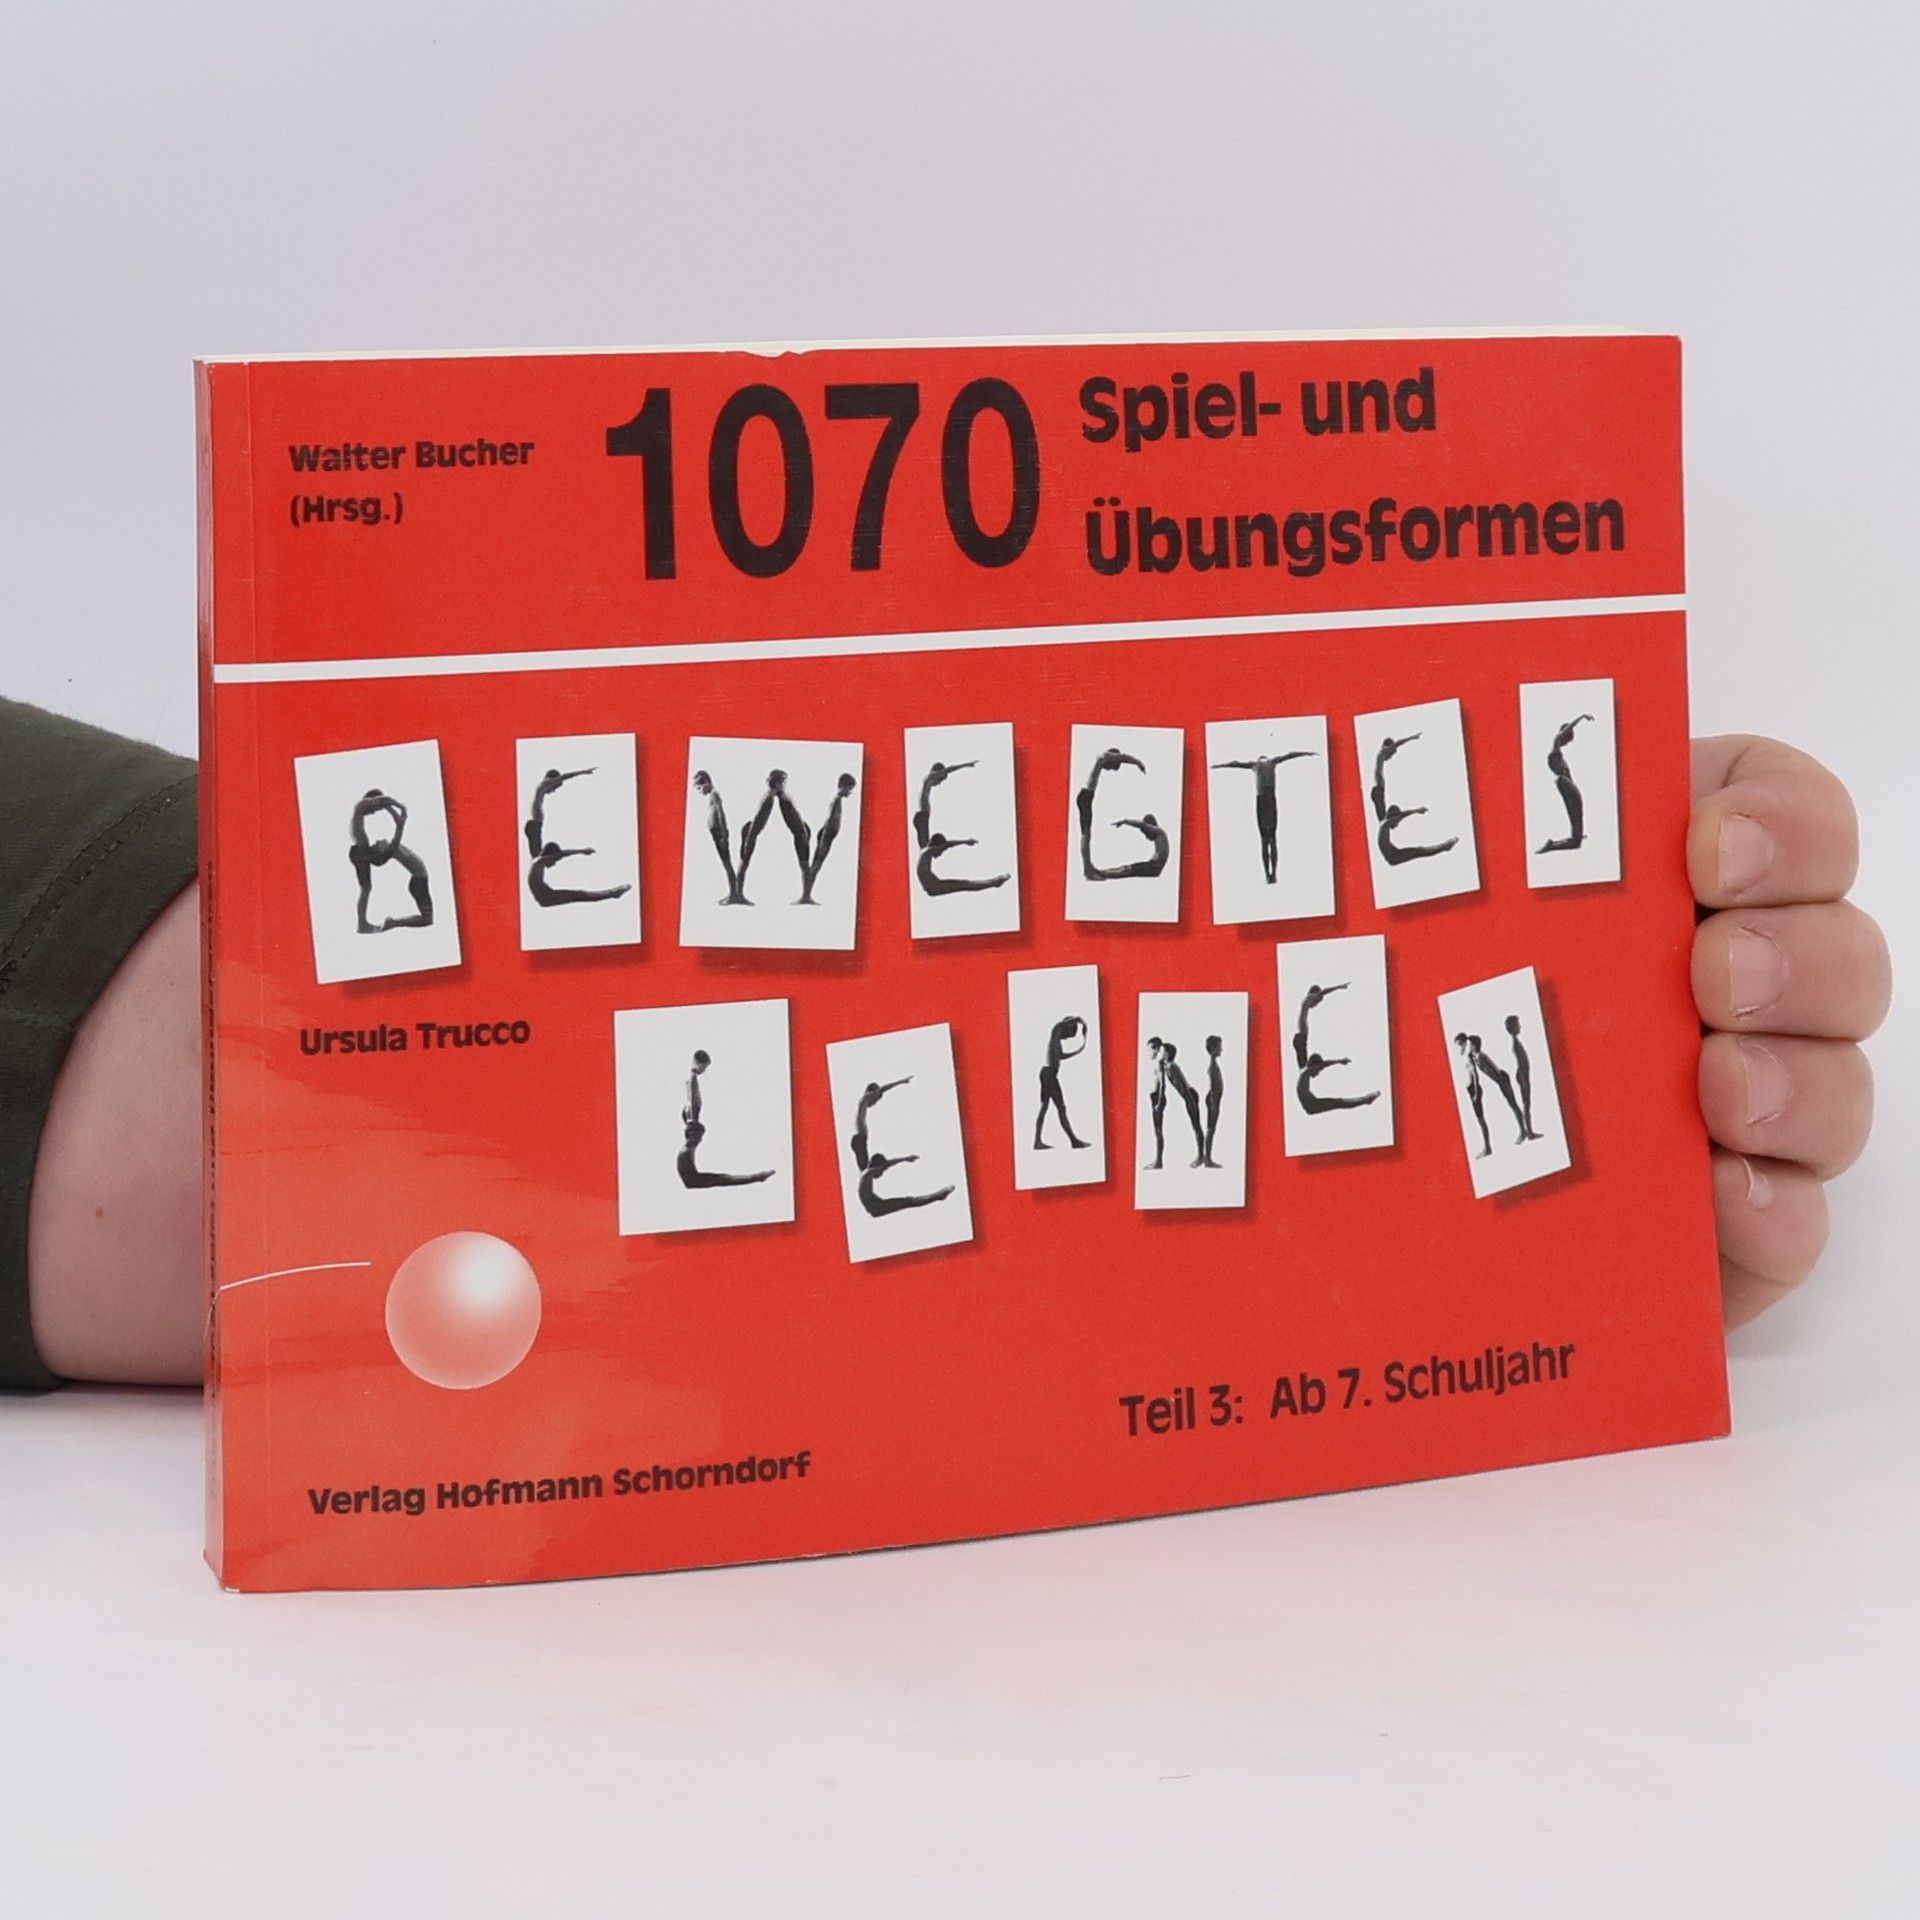 Walter Bucher
(Hrsg.)
1070
Spiel- und
Übungsformen
BEWEGTES
Ursula Trucco
LERNEN
Teil 3: Ab 7. Schuljahr
Verlag Hofmann Schorndorf